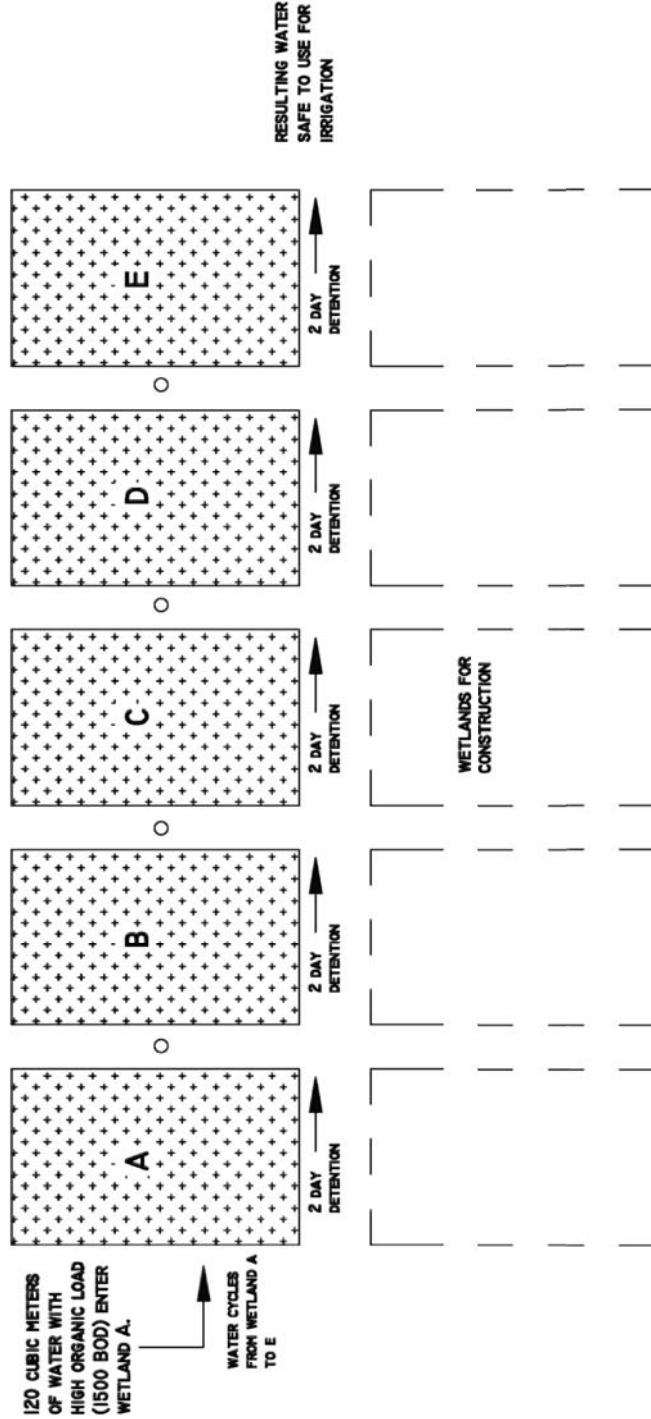 120 CUBIC METERS
OF WATER WITH
HIGH ORGANIC LOAD
(1500 BOD) ENTER
WETLAND A.
WATER CYCLES
FROM WETLAND A
TO E
A
2 DAY
DETENTION
B
2 DAY
DETENTION
C
2 DAY
DETENTION
D
2 DAY
DETENTION
E
2 DAY
DETENTION
RESULTING WATER
SAFE TO USE FOR
IRRIGATION
WETLANDS FOR
CONSTRUCTION